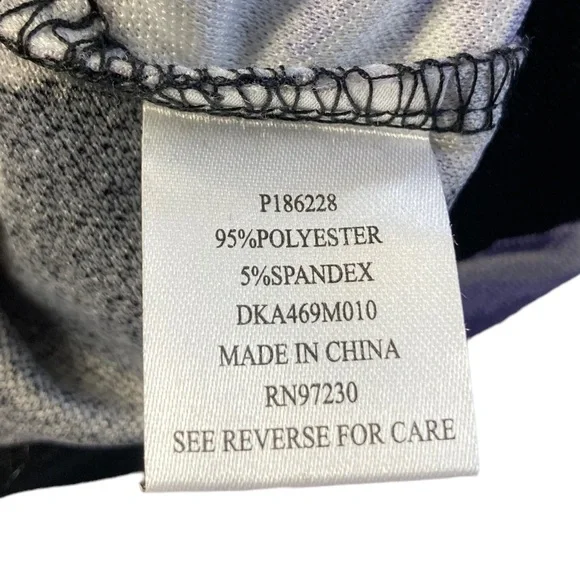 P186228
95%POLYESTER
5%SPANDEX
DKA469M010
MADE IN CHINA
RN97230
SEE REVERSE FOR CARE